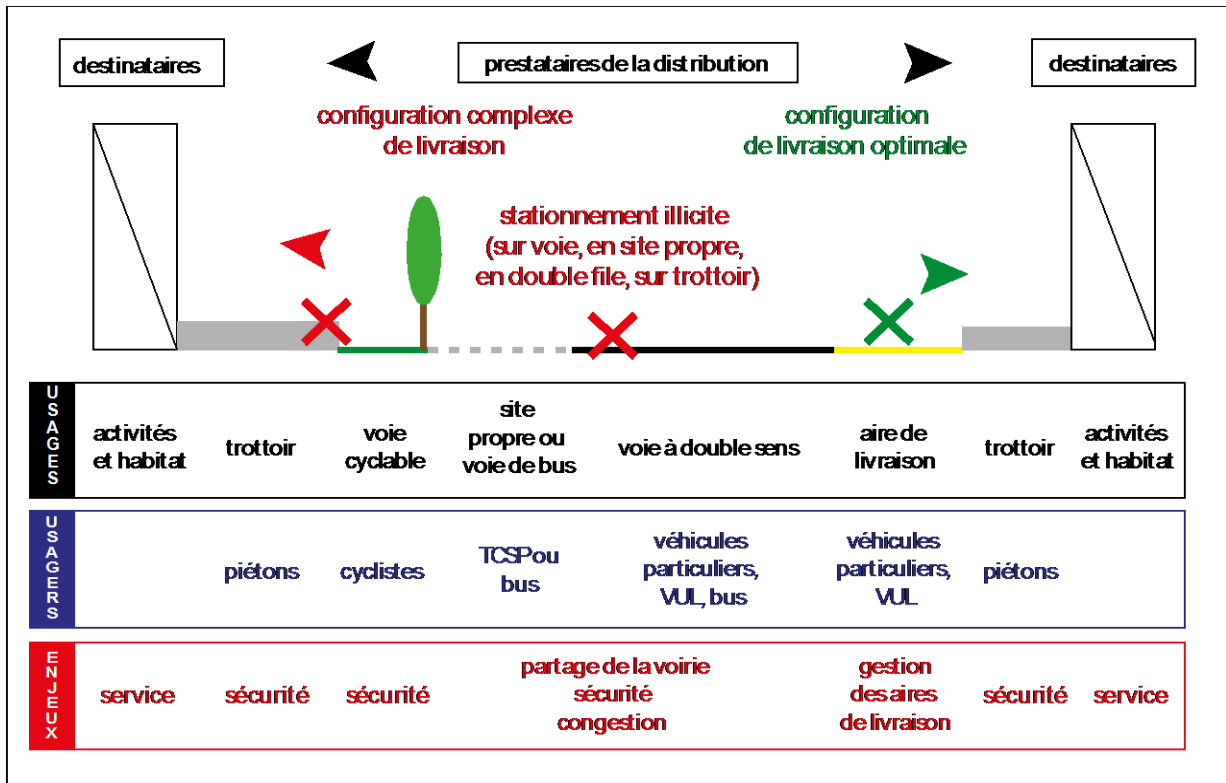 destinataires
prestataires de la distribution
destinataires
configuration complexe
de livraison
configuration
de livraison optimale
stationnement illicite
(sur voie, en site propre,
en double file, sur trottoir)
USAGES
activités
et habitat
trottoir
voie
cyclable
site
propre ou
voie de bus
voie à double sens
aire de
livraison
trottoir
activités
et habitat
USAGERS
piétons
cyclistes
TCSP ou
bus
véhicules
particuliers,
VUL, bus
véhicules
particuliers,
VUL
piétons
ENJEUX
service
sécurité
sécurité
partage de la voirie
sécurité
congestion
gestion
des aires
de livraison
sécurité
service